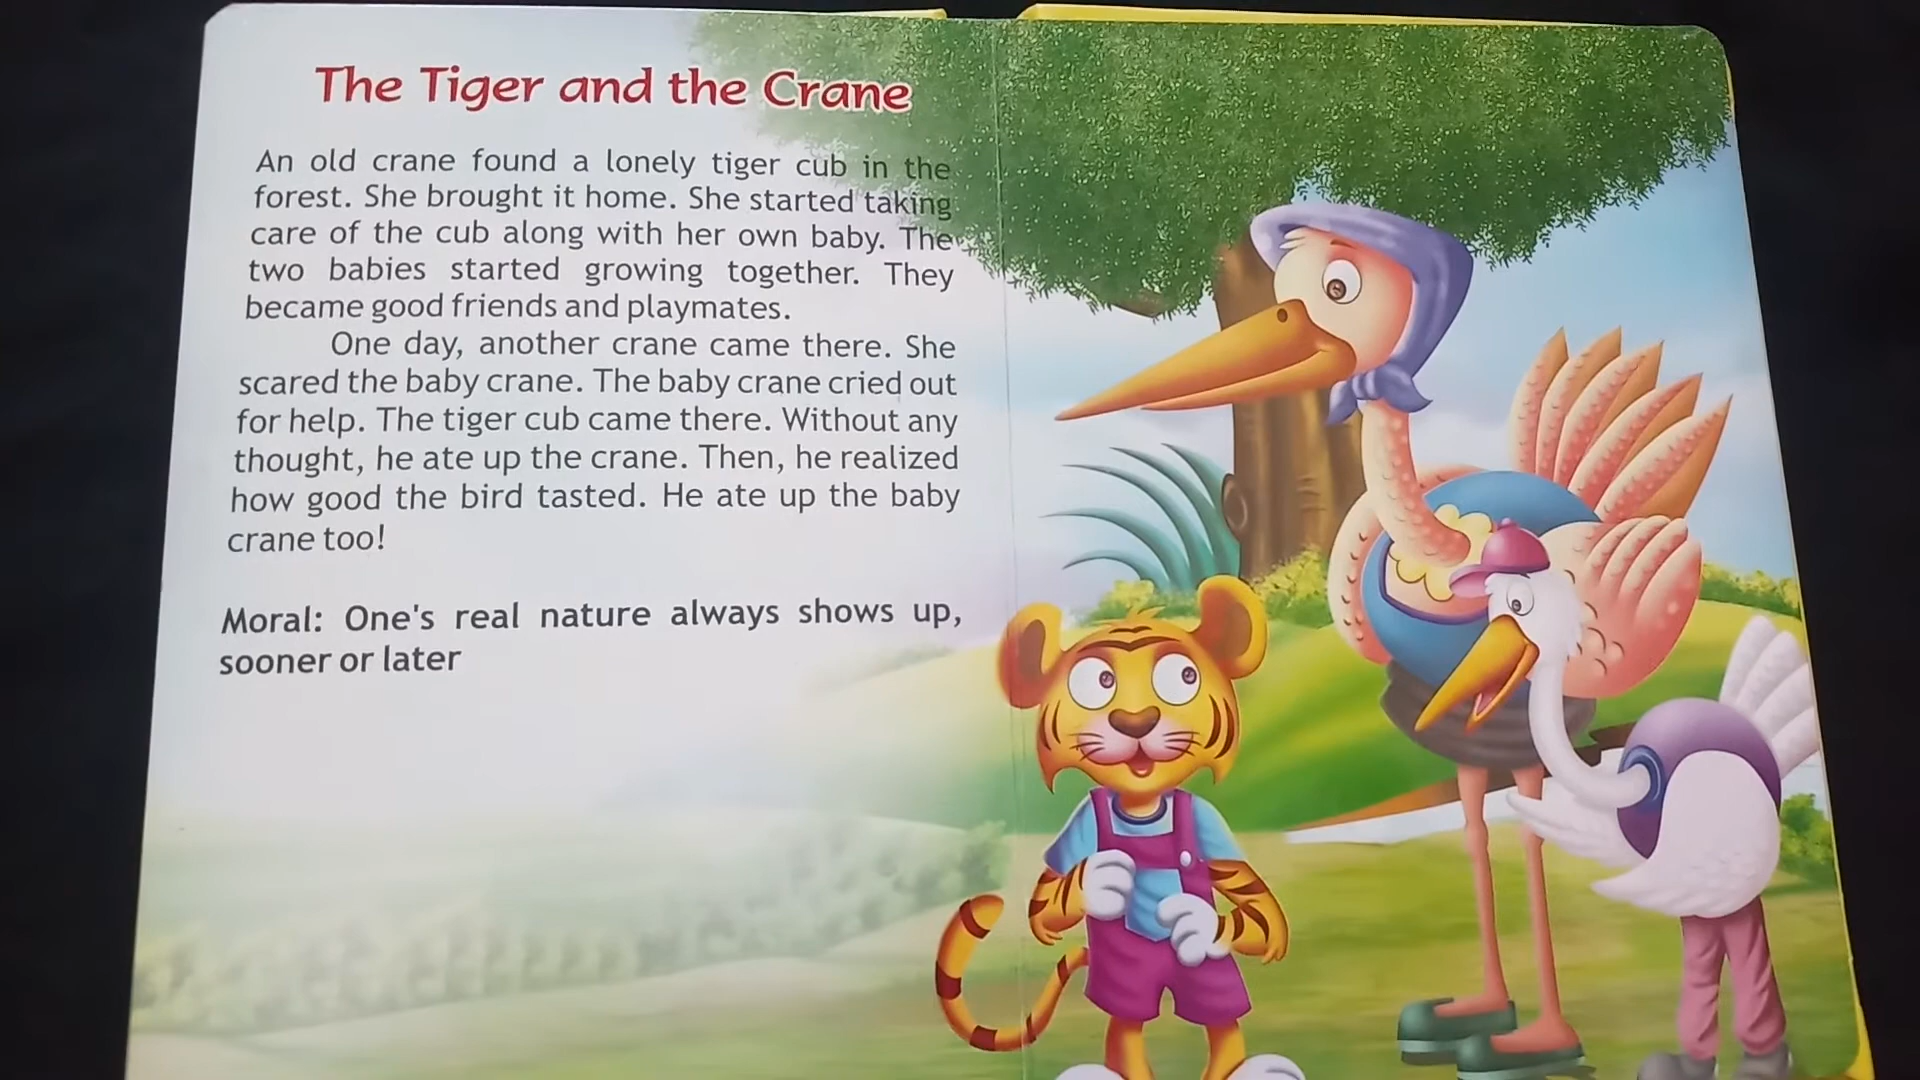 The Tiger and the Crane
An old crane found a lonely tiger cub in the
forest. She brought it home. She started taking
care of the cub along with her own baby. The
two babies started growing together. They
became good friends and playmates.
One day, another crane came there. She
scared the baby crane. The baby crane cried out
for help. The tiger cub came there. Without any
thought, he ate up the crane. Then, he realized
how good the bird tasted. He ate up the baby
crane too!
Moral: One's real nature always shows up,
sooner or later